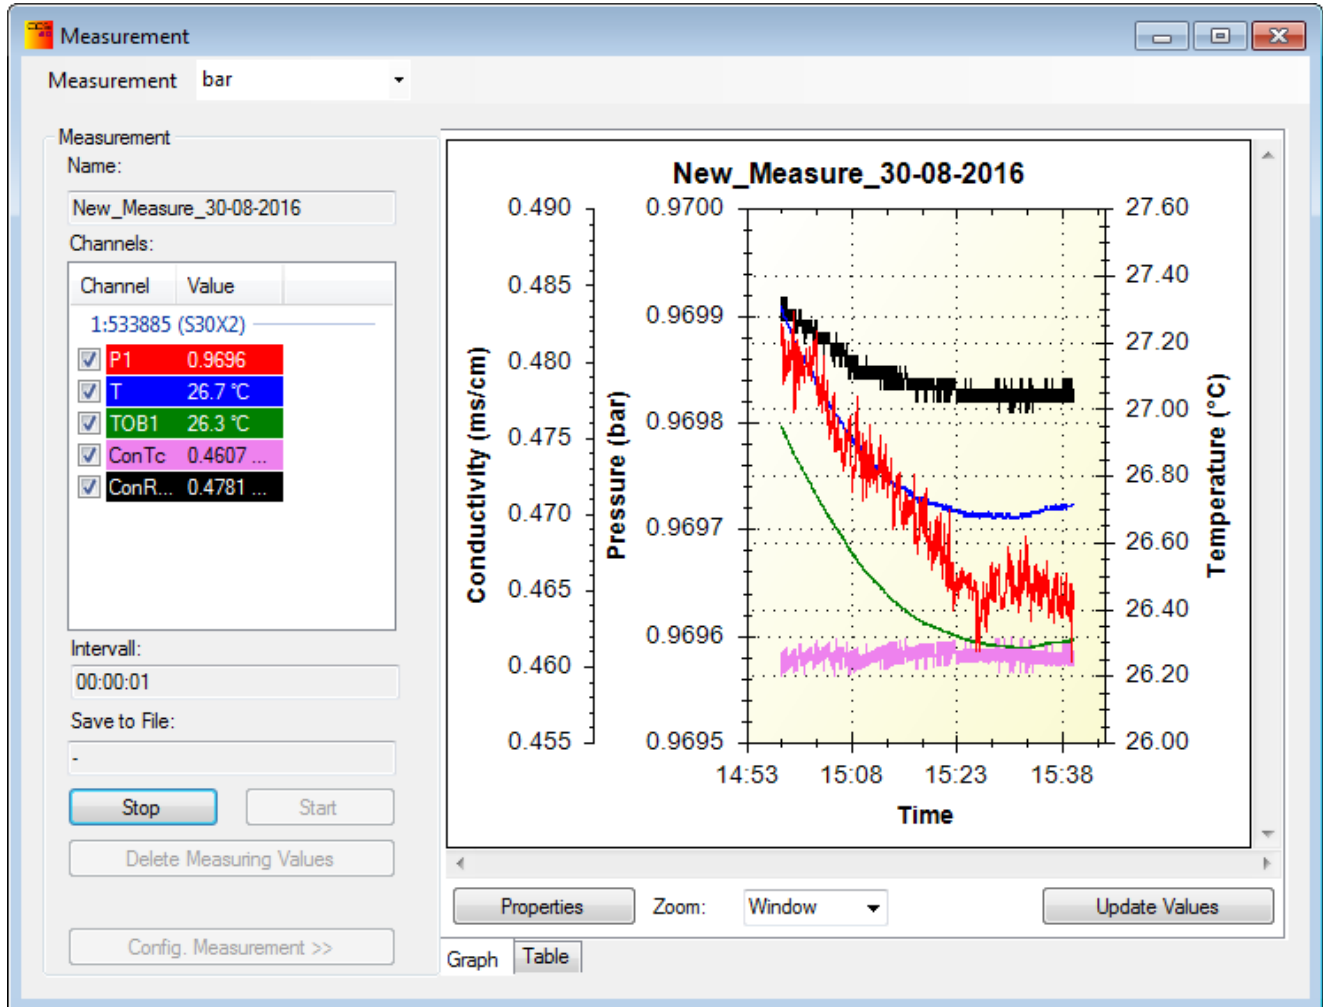 Measurement
Measurement bar
Measurement
Name:
New_Measure_30-08-2016
Channels:
Channel Value
1:533885 (S30X2)
P1 0.9696
T 26.7 °C
TOB1 26.3 °C
ConTc 0.4607 ...
ConR... 0.4781 ...
Intervall:
00:00:01
Save to File:
-
Stop Start
Delete Measuring Values
Config. Measurement >>
New_Measure_30-08-2016
Conductivity (ms/cm)
0.490
0.485
0.480
0.475
0.470
0.465
0.460
0.455
Pressure (bar)
0.9700
0.9699
0.9698
0.9697
0.9696
0.9695
27.60
27.40
27.20
27.00
26.80
26.60
26.40
26.20
26.00
Temperature (°C)
14:53 15:08 15:23 15:38
Time
Properties Zoom: Window Update Values
Graph Table